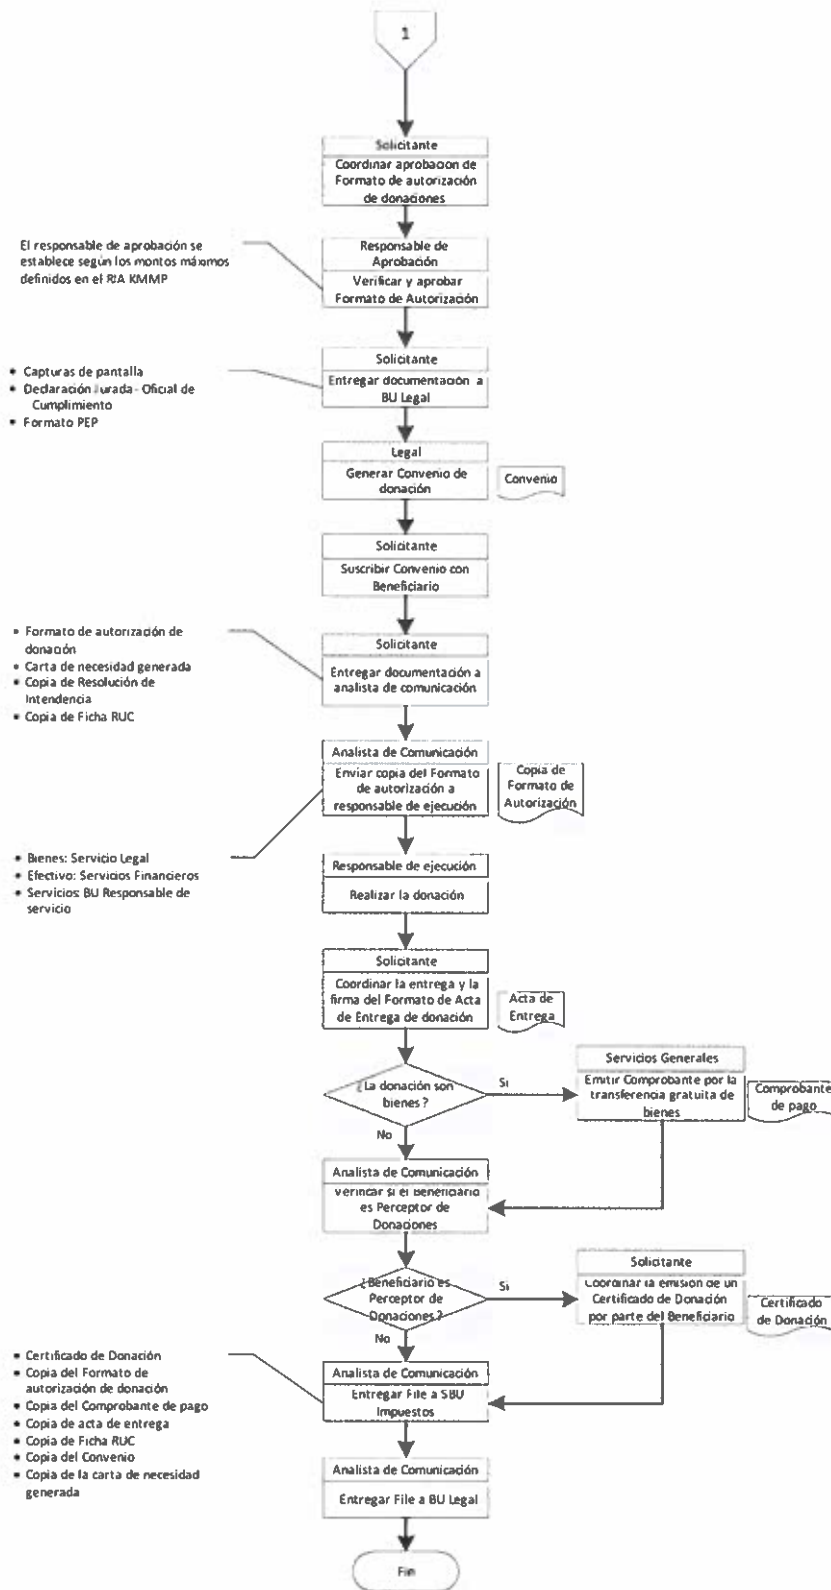 1
Solicitante
Coordinar aprobacion de
Formato de autorización
de donaciones
El responsable de aprobación se
establece según los montos máximos
definidos en el RIA KMMP
Responsable de
Aprobación
Verificar y aprobar
Formato de Autorización
• Capturas de pantalla
• Declaración Jurada - Oficial de
Cumplimiento
• Formato PEP
Solicitante
Entregar documentación a
BU Legal
Legal
Generar Convenio de
donación
Convenio
Solicitante
Suscribir Convenio con
Beneficiario
• Formato de autorización de
donación
• Carta de necesidad generada
• Copia de Resolución de
Intendencia
• Copia de Ficha RUC
Solicitante
Entregar documentación a
analista de comunicación
Analista de Comunicación
Enviar copia del Formato
de autorización a
responsable de ejecución
Copia de
Formato de
Autorización
• Bienes: Servicio Legal
• Efectivo: Servicios Financieros
• Servicios: BU Responsable de
servicio
Responsable de ejecución
Realizar la donación
Solicitante
Coordinar la entrega y la
firma del Formato de Acta
de Entrega de donación
Acta de
Entrega
¿La donación son
bienes?
Si
No
Servicios Generales
Emitir Comprobante por la
transferencia gratuita de
bienes
Comprobante
de pago
Analista de Comunicación
Verificar si el Beneficiario
es Perceptor de
Donaciones
¿Beneficiario es
Perceptor de
Donaciones?
Si
No
Solicitante
Coordinar la emisión de un
Certificado de Donación
por parte del Beneficiario
Certificado
de Donación
• Certificado de Donación
• Copia del Formato de
autorización de donación
• Copia del Comprobante de pago
• Copia de acta de entrega
• Copia de Ficha RUC
• Copia del Convenio
• Copia de la carta de necesidad
generada
Analista de Comunicación
Entregar File a SBU
Impuestos
Analista de Comunicación
Entregar File a BU Legal
Fin